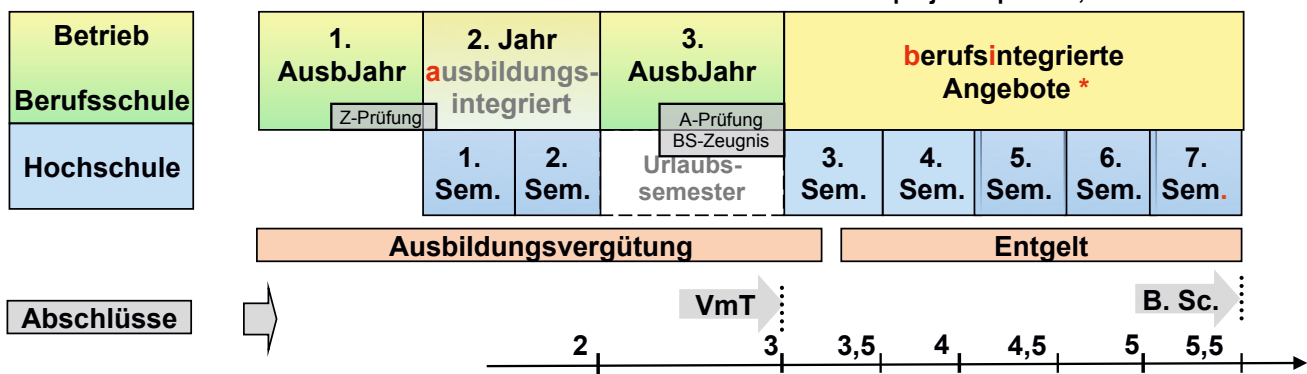 Betrieb
Berufsschule
1.
AusbJahr
Z-Prüfung
2. Jahr
ausbildungs-
integriert
3.
AusbJahr
A-Prüfung
BS-Zeugnis
berufsintegrierte
Angebote *
Hochschule
1.
Sem.
2.
Sem.
Urlaubs-
semester
3.
Sem.
4.
Sem.
5.
Sem.
6.
Sem.
7.
Sem.
Ausbildungsvergütung
Entgelt
Abschlüsse
VmT
B. Sc.
2 3 3,5 4 4,5 5 5,5